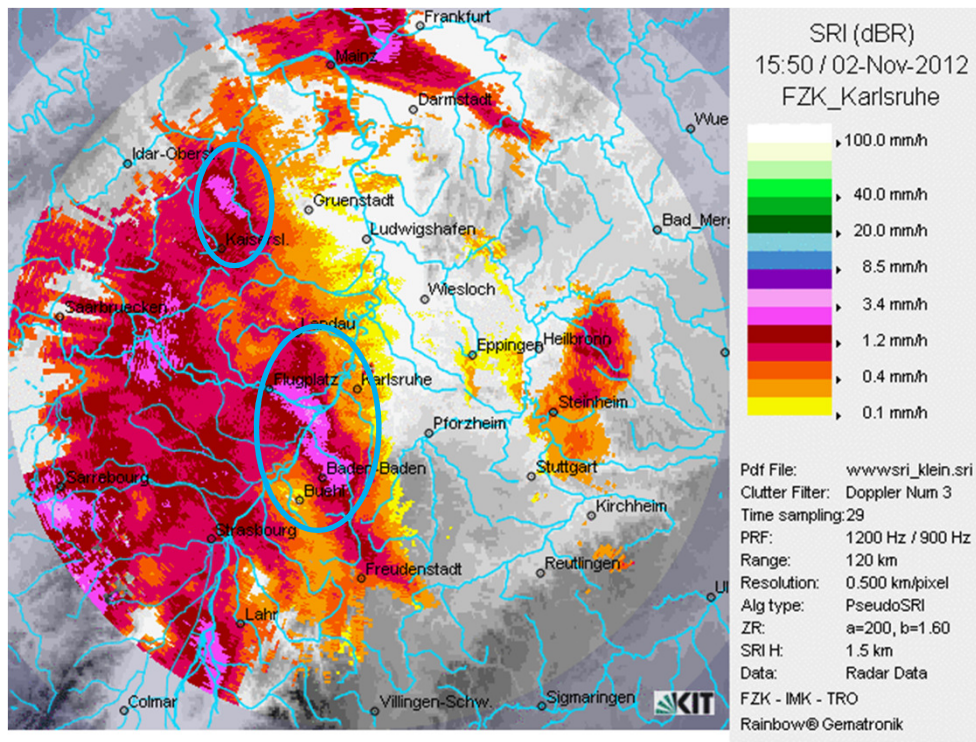 Frankfurt
Mainz
Darmstadt
Wue
Idar-Oberst
Gruenstadt
Bad_Merg
Ludwigshafen
Kaisersl.
Wiesloch
Saarbruecken
Landau
Eppingen
Heilbronn
Flugplatz
Karlsruhe
Steinheim
Pforzheim
Baden-Baden
Stuttgart
Sarrebourg
Buehl
Kirchheim
Strasbourg
Freudenstadt
Reutlingen
Ul
Lahr
Colmar
Villingen-Schw.
Sigmaringen
KIT
SRI (dBR)
15:50 / 02-Nov-2012
FZK_Karlsruhe
100.0 mm/h
40.0 mm/h
20.0 mm/h
8.5 mm/h
3.4 mm/h
1.2 mm/h
0.4 mm/h
0.1 mm/h
Pdf File: wwwsri_klein.sri
Clutter Filter: Doppler Num 3
Time sampling:29
PRF: 1200 Hz / 900 Hz
Range: 120 km
Resolution: 0.500 km/pixel
Alg type: PseudoSRI
ZR: a=200, b=1.60
SRI H: 1.5 km
Data: Radar Data
FZK - IMK - TRO
Rainbow® Gematronik